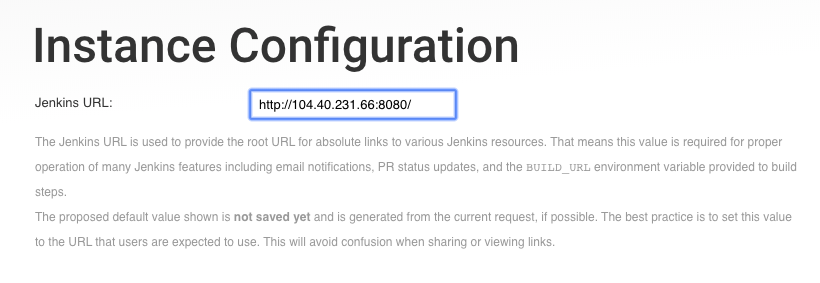 Instance Configuration
Jenkins URL: http://104.40.231.66:8080/
The Jenkins URL is used to provide the root URL for absolute links to various Jenkins resources. That means this value is required for proper
operation of many Jenkins features including email notifications, PR status updates, and the BUILD_URL environment variable provided to build
steps.
The proposed default value shown is not saved yet and is generated from the current request, if possible. The best practice is to set this value
to the URL that users are expected to use. This will avoid confusion when sharing or viewing links.